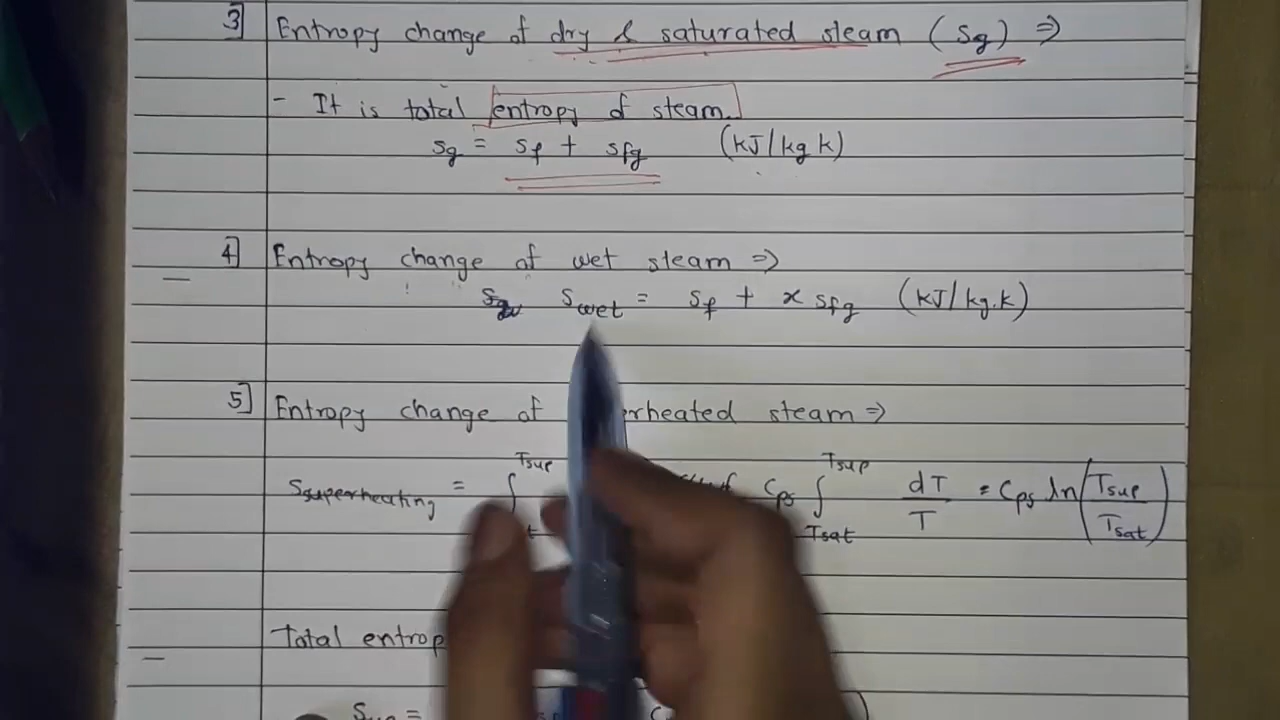 3] Entropy change of dry & saturated steam (Sg) ⇒
- It is total entropy of steam.
Sg = Sf + Sfg (kJ/kg k)
4] Entropy change of wet steam ⇒
Swet = Sf + x Sfg (kJ/kg.k)
5] Entropy change of rheated steam ⇒
Ssuperheating = ∫ Tsup Cps ∫ Tsup Tsat dT/T = Cps ln(Tsup/Tsat)
Total entrop